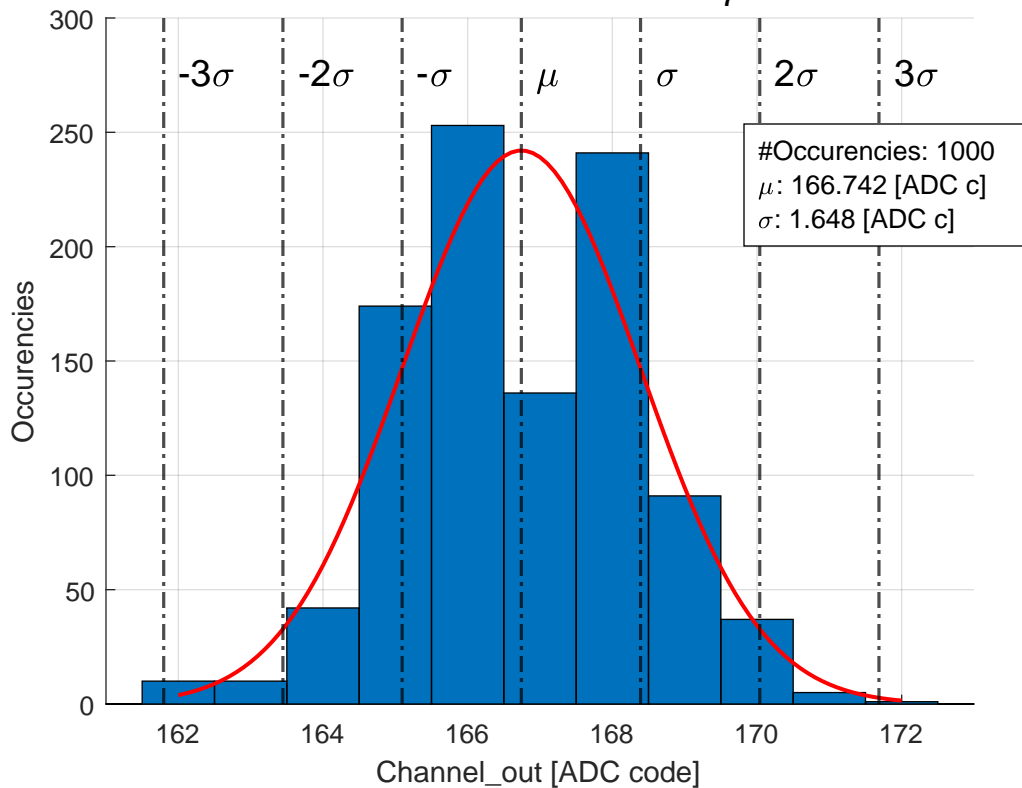 300
-3σ -2σ -σ μ σ 2σ 3σ
250
#Occurencies: 1000
μ: 166.742 [ADC c]
σ: 1.648 [ADC c]
200
150
100
50
0
Occurencies
162 164 166 168 170 172
Channel_out [ADC code]